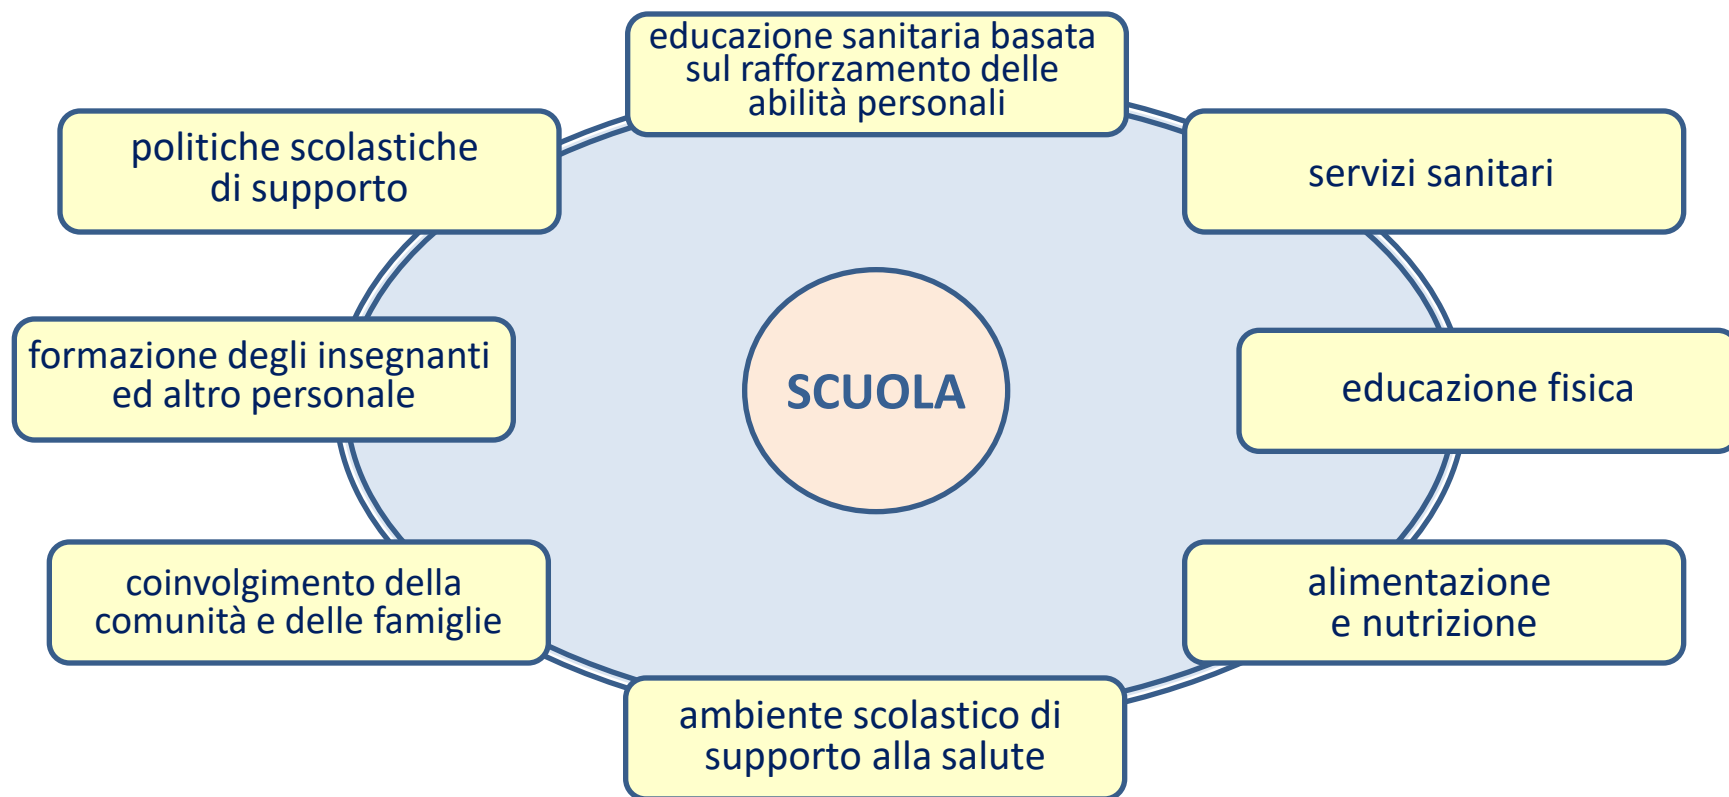 educazione sanitaria basata
sul rafforzamento delle
abilità personali
politiche scolastiche
di supporto
servizi sanitari
formazione degli insegnanti
ed altro personale
SCUOLA
educazione fisica
coinvolgimento della
comunità e delle famiglie
alimentazione
e nutrizione
ambiente scolastico di
supporto alla salute